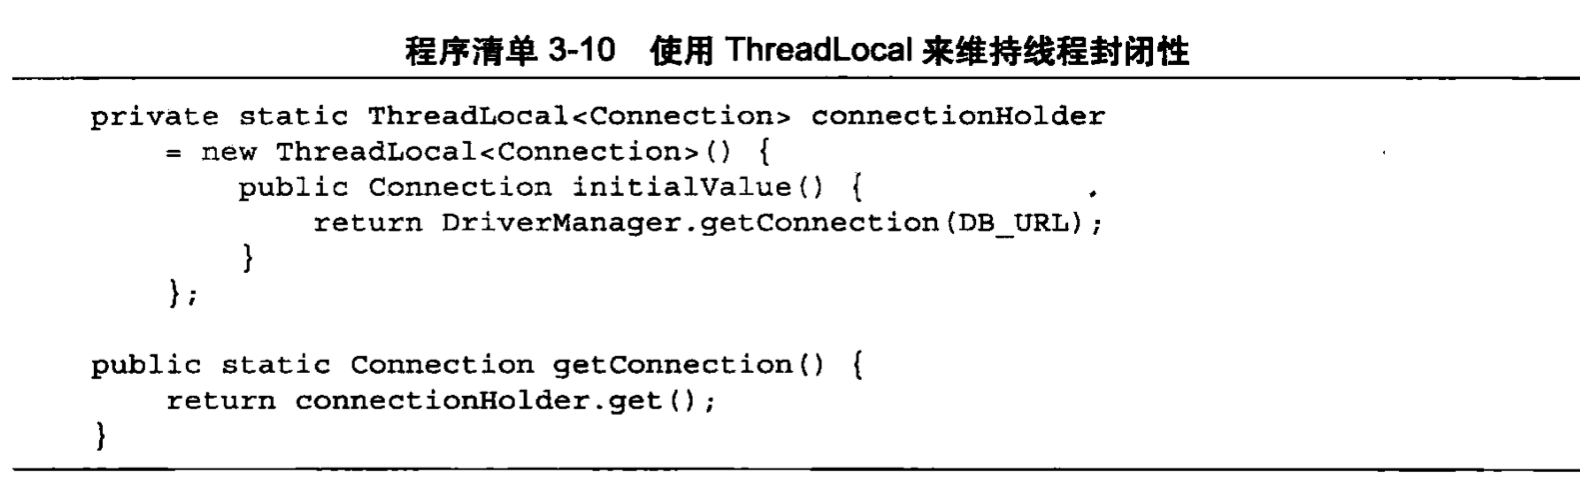 程序清单 3-10 使用 ThreadLocal 来维持线程封闭性
private static ThreadLocal<Connection> connectionHolder
= new ThreadLocal<Connection>() {
public Connection initialValue() {
return DriverManager.getConnection(DB_URL);
}
};
public static Connection getConnection() {
return connectionHolder.get();
}